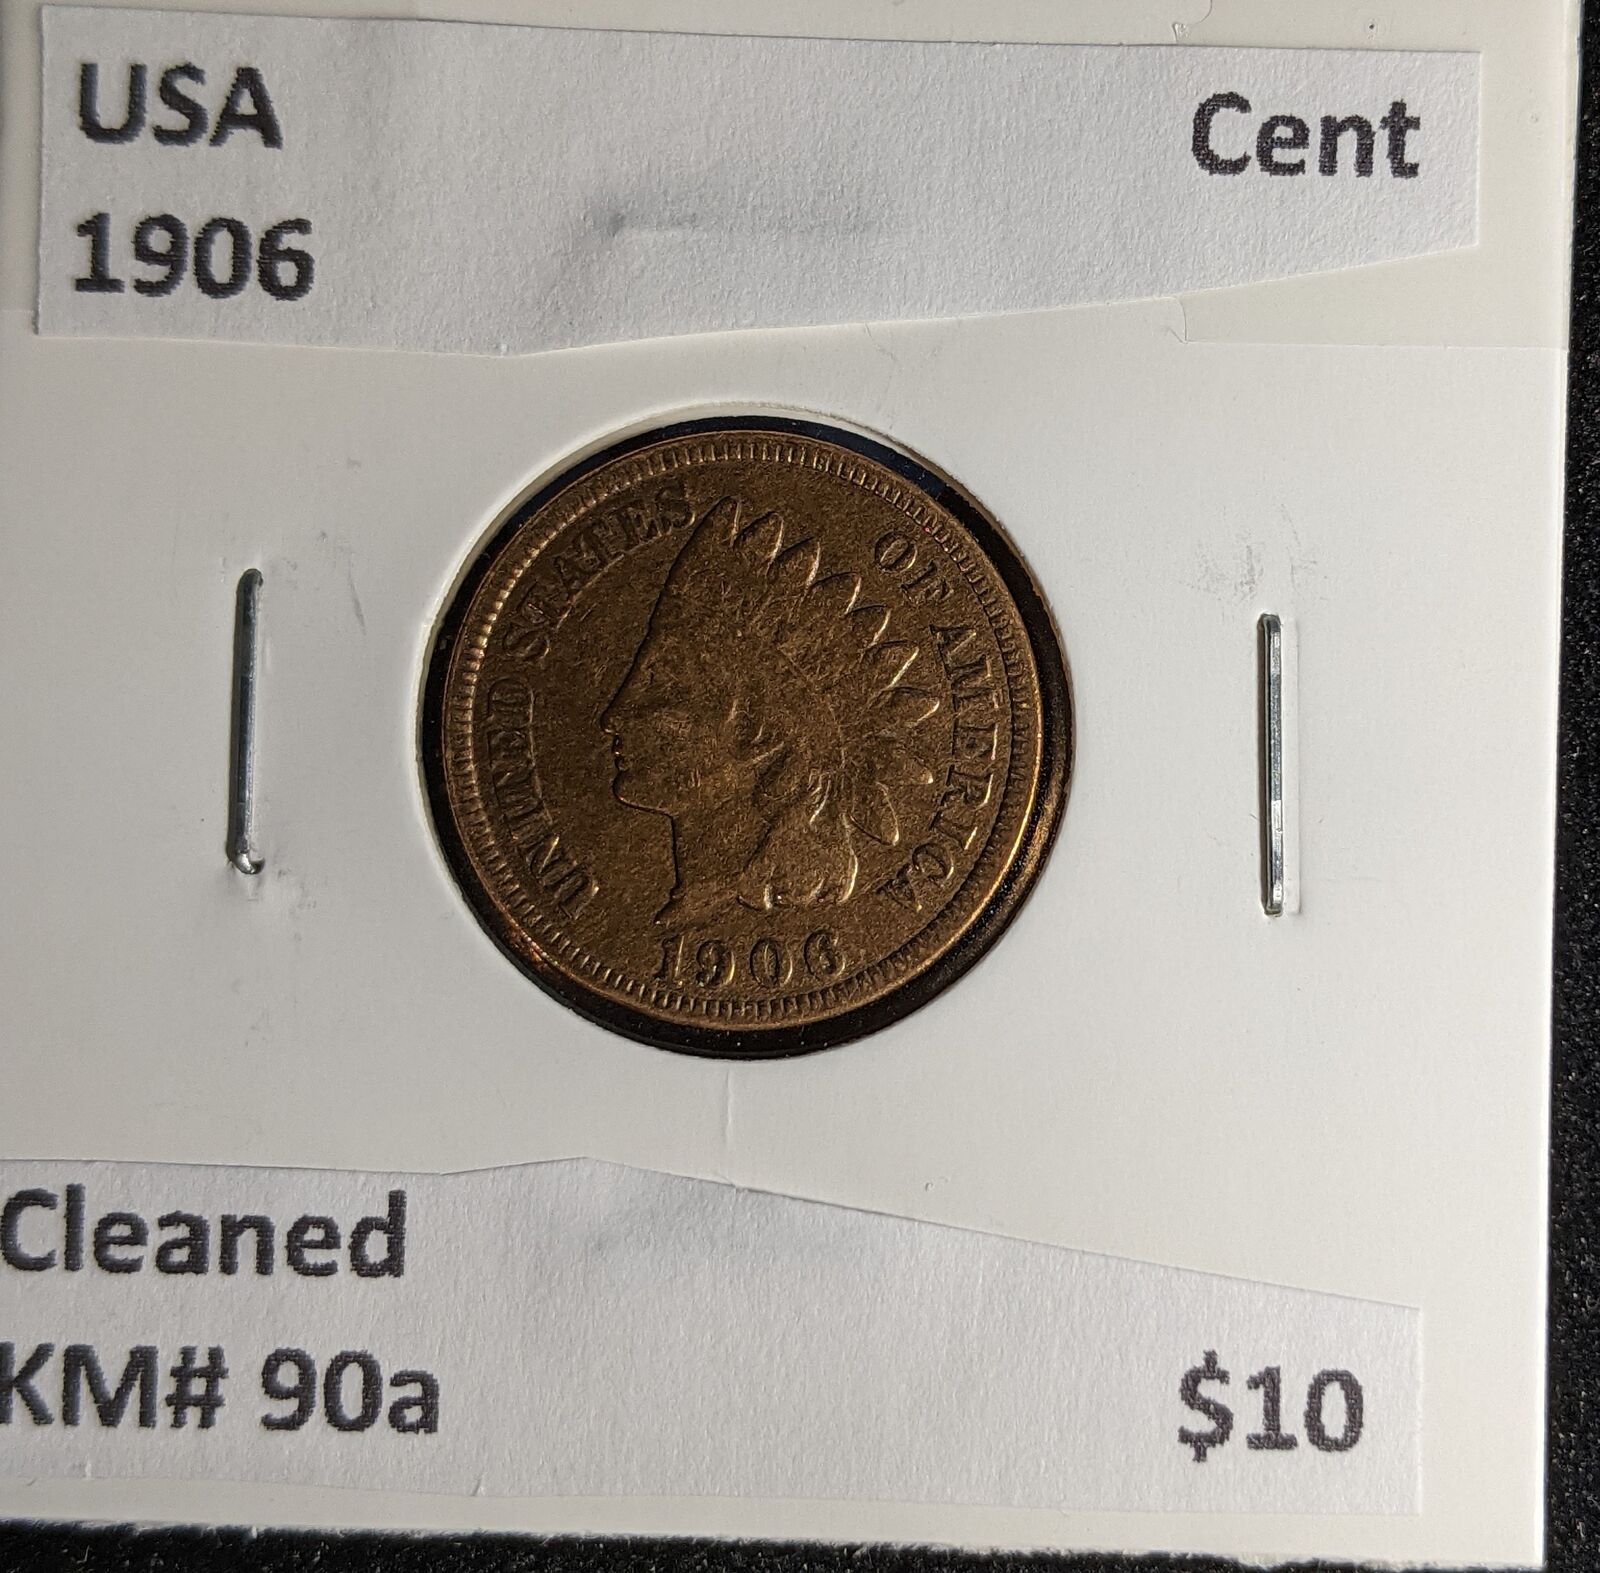 USA
Cent
1906
UNITED STATES OF AMERICA
1906
Cleaned
KM# 90a
$10